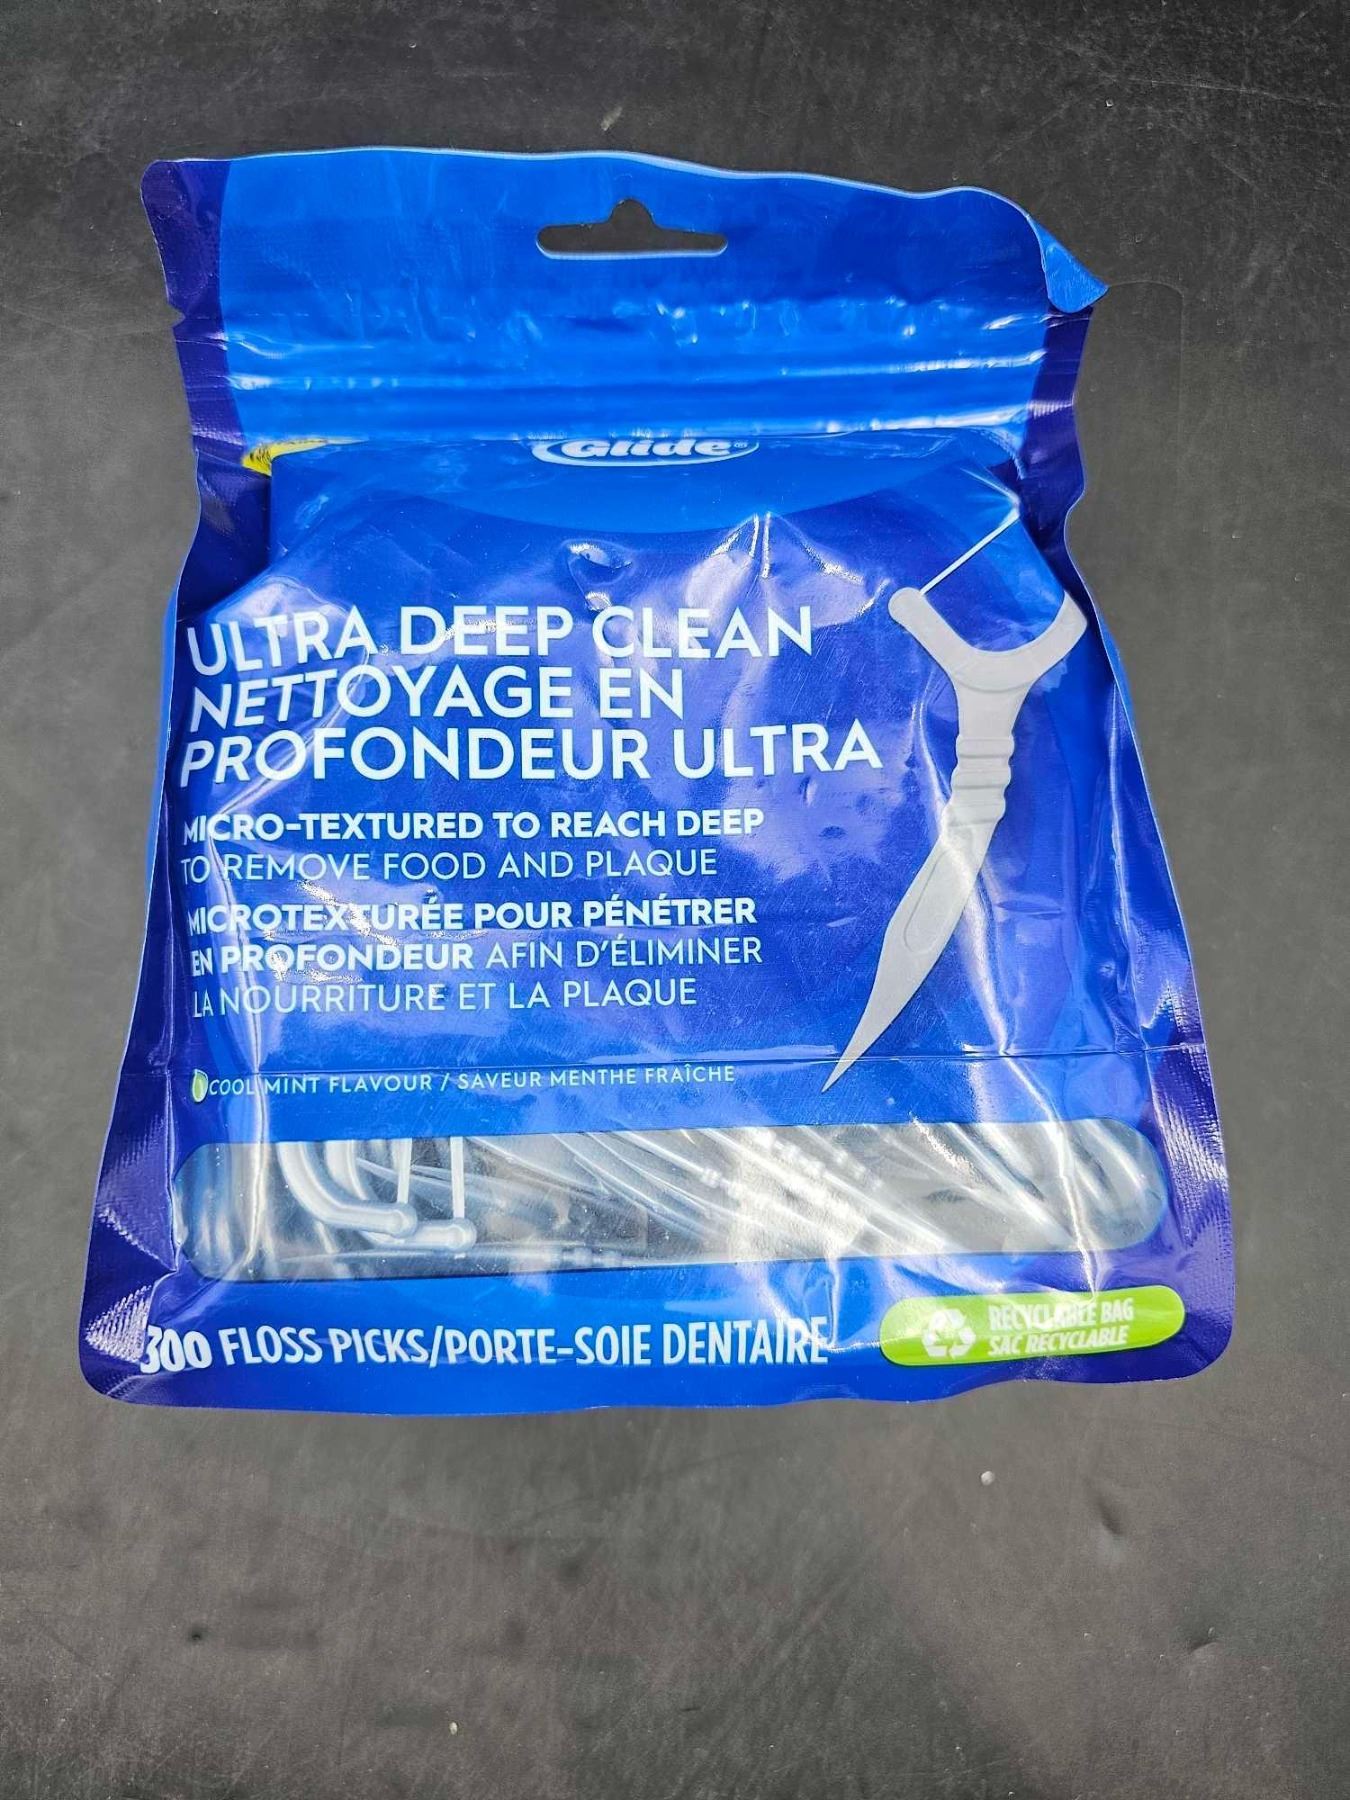 Glide®
ULTRA DEEP CLEAN
NETTOYAGE EN
PROFONDEUR ULTRA
MICRO-TEXTURED TO REACH DEEP
TO REMOVE FOOD AND PLAQUE
MICROTEXTURÉE POUR PÉNÉTRER
EN PROFONDEUR AFIN D'ÉLIMINER
LA NOURRITURE ET LA PLAQUE
COOL MINT FLAVOUR / SAVEUR MENTHE FRAÎCHE
300 FLOSS PICKS/PORTE-SOIE DENTAIRE
RECYCLABLE BAG
SAC RECYCLABLE